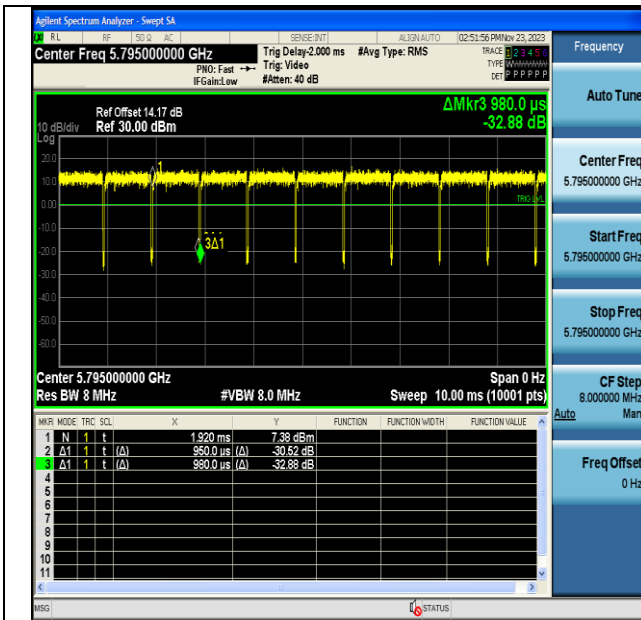 Agilent Spectrum Analyzer - Swept SA
RL RF 50 Ω AC SENSE:INT ALIGN AUTO 02:51:56 PM Nov 23, 2023
Center Freq 5.795000000 GHz
PNO: Fast
IFGain:Low
Trig Delay-2.000 ms
Trig: Video
#Atten: 40 dB
#Avg Type: RMS
TRACE 1 2 3 4 5 6
TYPE WWWWWW
DET P P P P P P
ΔMkr3 980.0 µs
-32.88 dB
Ref Offset 14.17 dB
10 dB/div Ref 30.00 dBm
Log
20.0
10.0
0.00
-10.0
-20.0
-30.0
-40.0
-50.0
-60.0
1
TRIG LVL
3Δ1
Center 5.795000000 GHz Span 0 Hz
Res BW 8 MHz #VBW 8.0 MHz Sweep 10.00 ms (10001 pts)
MKR MODE TRC SCL X Y FUNCTION FUNCTION WIDTH FUNCTION VALUE
1 N 1 t 1.920 ms 7.38 dBm
2 Δ1 1 t (Δ) 950.0 µs (Δ) -30.52 dB
3 Δ1 1 t (Δ) 980.0 µs (Δ) -32.88 dB
4
5
6
7
8
9
10
11
MSG STATUS
Frequency
Auto Tune
Center Freq
5.795000000 GHz
Start Freq
5.795000000 GHz
Stop Freq
5.795000000 GHz
CF Step
8.000000 MHz
Auto Man
Freq Offset
0 Hz